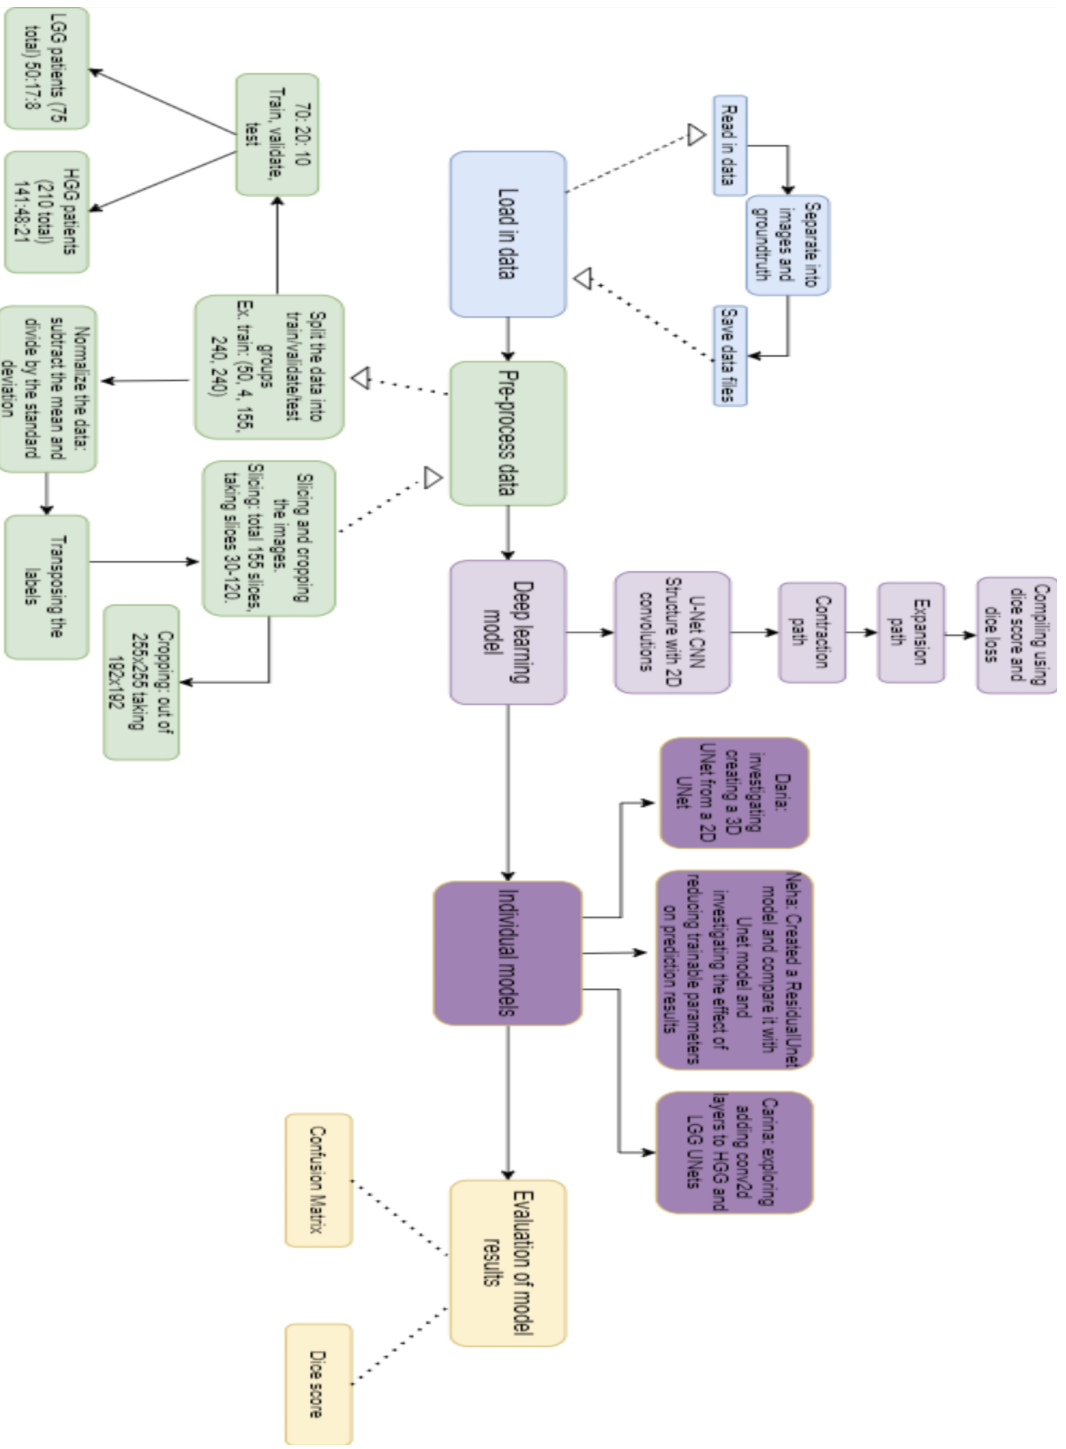 Compiling using
dice score and
dice loss
Expansion
path
Contraction
path
U-Net CNN
Structure with 2D
convolutions
Read in data
Separate into
images and
groundtruth
Save data files
Daria:
investigating
creating a 3D
UNet from a 2D
UNet
Neha: Created a ResidualUnet
model and compare it with
Unet model and
investigating the effect of
reducing trainable parameters
on prediction results
Carina: exploring
adding conv2d
layers to HGG and
LGG UNets
Load in data
Pre-process data
Deep learning
model
Individual models
Evaluation of model
results
70: 20: 10
Train, validate,
test
Split the data into
train/validate/test
groups
Ex. train: (50, 4, 155,
240, 240)
Slicing and cropping
the images.
Slicing: total 155 slices,
taking slices 30-120.
Confusion Matrix
Dice score
LGG patients (75
total) 50:17:8
HGG patients
(210 total)
141:48:21
Normalize the data:
subtract the mean and
divide by the standard
deviation
Transposing the
labels
Cropping: out of
255x255 taking
192x192